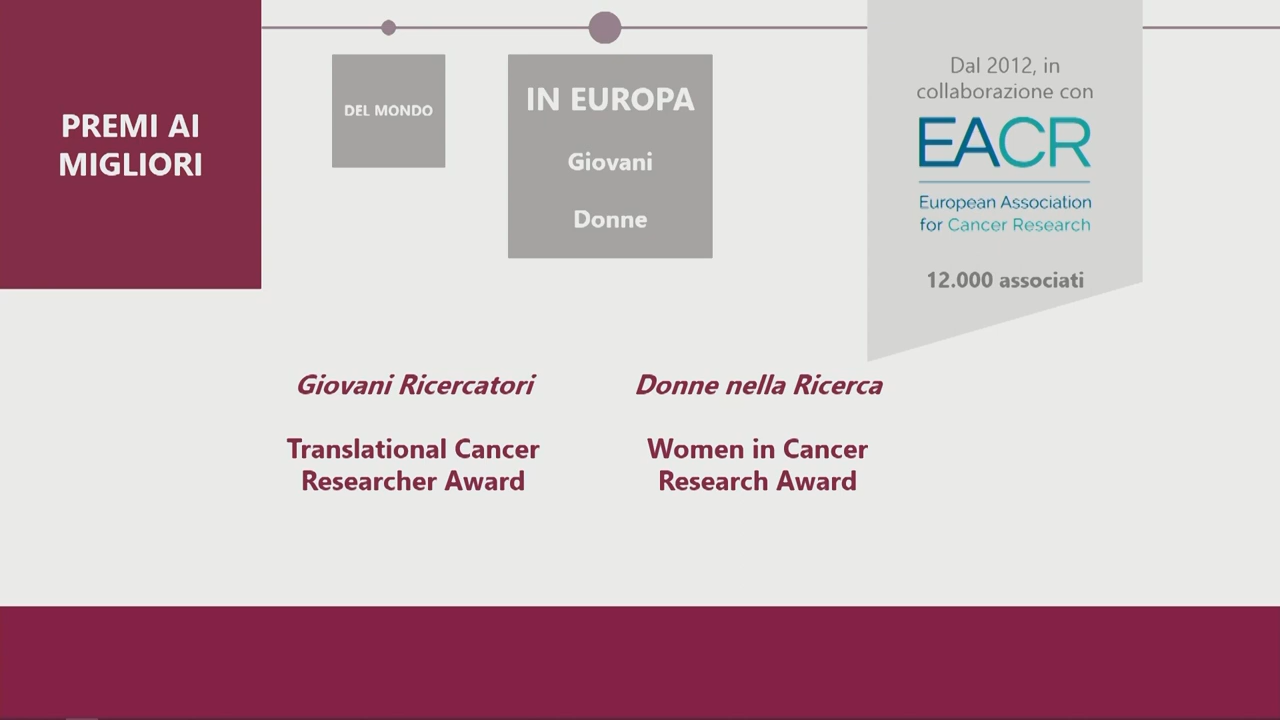 PREMI AI
MIGLIORI
DEL MONDO
IN EUROPA
Giovani
Donne
Dal 2012, in
collaborazione con
EACR
European Association
for Cancer Research
12.000 associati
Giovani Ricercatori
Translational Cancer
Researcher Award
Donne nella Ricerca
Women in Cancer
Research Award